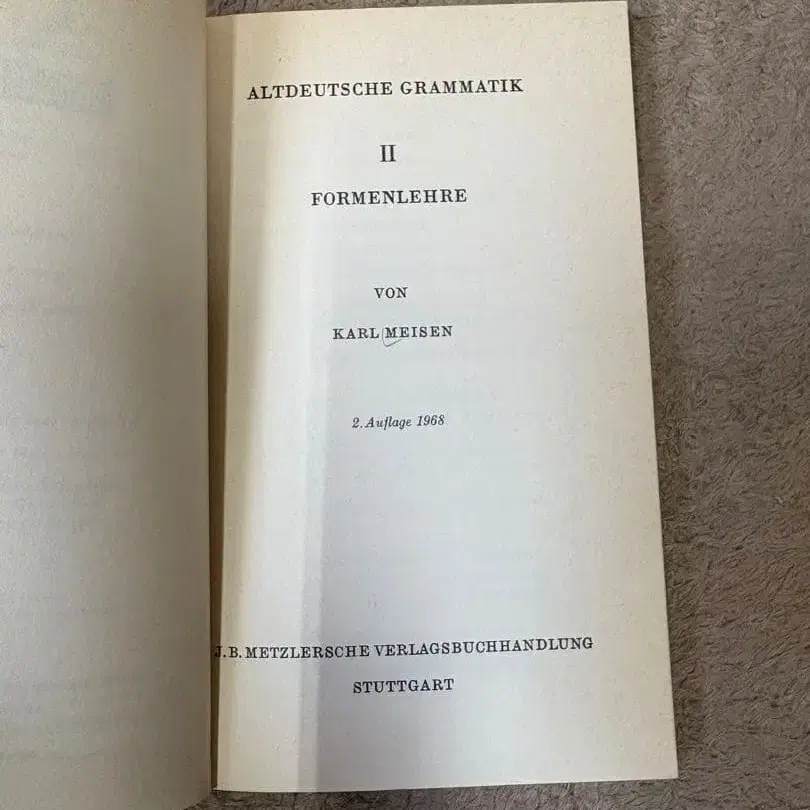 ALTDEUTSCHE GRAMMATIK
II
FORMENLEHRE
VON
KARL MEISEN
2. Auflage 1968
J. B. METZLERSCHE VERLAGSBUCHHANDLUNG
STUTTGART